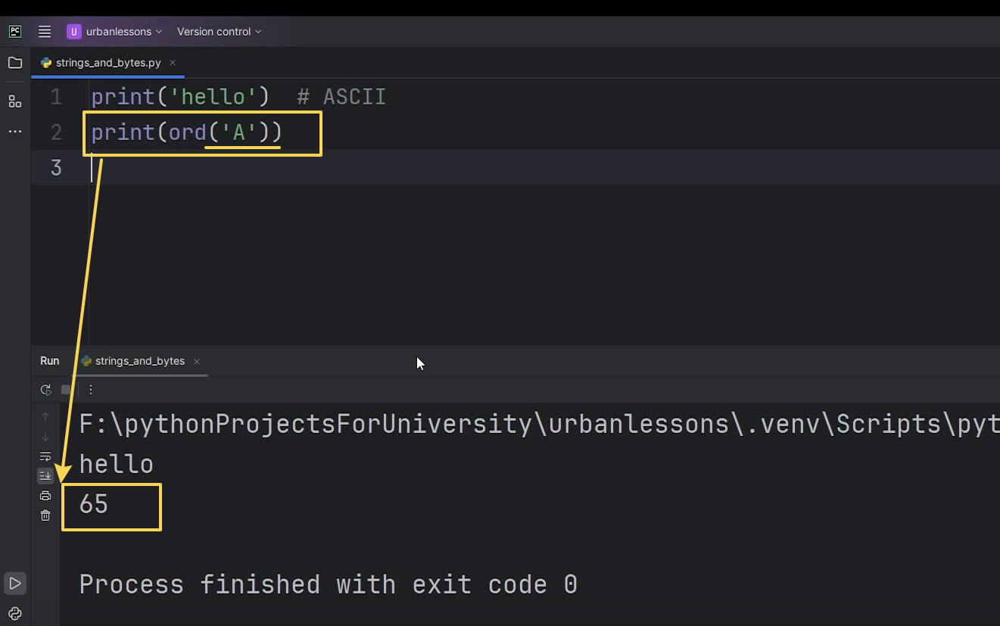 PC U urbanlessons Version control
strings_and_bytes.py
1 print('hello')  # ASCII
2 print(ord('A'))
3
Run strings_and_bytes
F:\pythonProjectsForUniversity\urbanlessons\.venv\Scripts\pyt
hello
65
Process finished with exit code 0